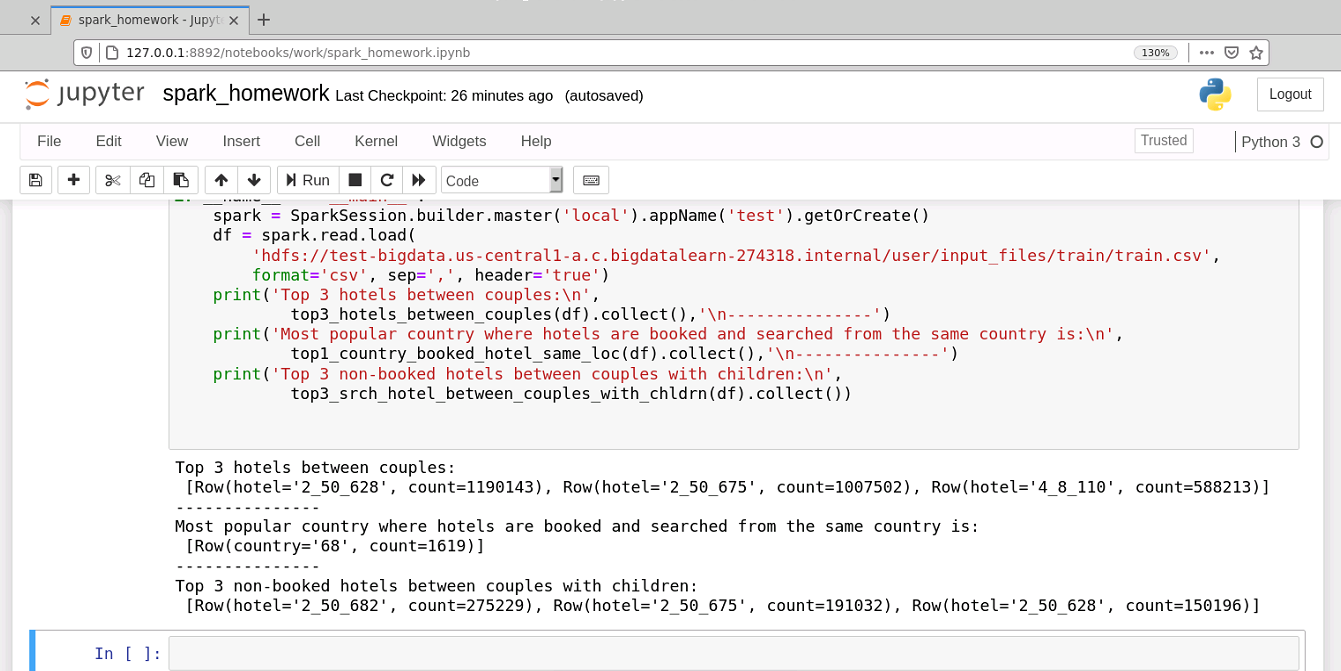 spark_homework - Jupyt
127.0.0.1:8892/notebooks/work/spark_homework.ipynb
130%
jupyter spark_homework Last Checkpoint: 26 minutes ago (autosaved)
Logout
File Edit View Insert Cell Kernel Widgets Help
Trusted
Python 3
Run
Code
spark = SparkSession.builder.master('local').appName('test').getOrCreate()
df = spark.read.load(
'hdfs://test-bigdata.us-central1-a.c.bigdatalearn-274318.internal/user/input_files/train/train.csv',
format='csv', sep=',', header='true')
print('Top 3 hotels between couples:\n',
top3_hotels_between_couples(df).collect(),'\n---------------')
print('Most popular country where hotels are booked and searched from the same country is:\n',
top1_country_booked_hotel_same_loc(df).collect(),'\n---------------')
print('Top 3 non-booked hotels between couples with children:\n',
top3_srch_hotel_between_couples_with_chldrn(df).collect())
Top 3 hotels between couples:
[Row(hotel='2_50_628', count=1190143), Row(hotel='2_50_675', count=1007502), Row(hotel='4_8_110', count=588213)]
---------------
Most popular country where hotels are booked and searched from the same country is:
[Row(country='68', count=1619)]
---------------
Top 3 non-booked hotels between couples with children:
[Row(hotel='2_50_682', count=275229), Row(hotel='2_50_675', count=191032), Row(hotel='2_50_628', count=150196)]
In [ ]: